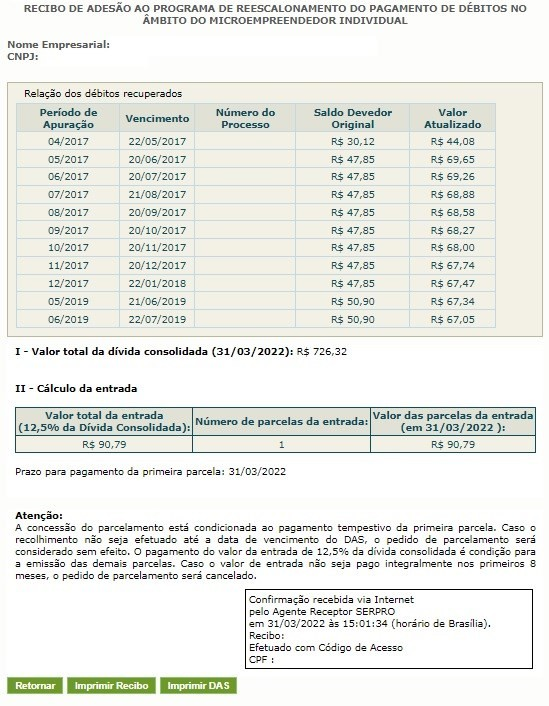 RECIBO DE ADESÃO AO PROGRAMA DE REESCALONAMENTO DO PAGAMENTO DE DÉBITOS NO
ÂMBITO DO MICROEMPREENDEDOR INDIVIDUAL
Nome Empresarial:
CNPJ:
Relação dos débitos recuperados
Período de Apuração Vencimento Número do Processo Saldo Devedor Original Valor Atualizado
04/2017 22/05/2017 R$ 30,12 R$ 44,08
05/2017 20/06/2017 R$ 47,85 R$ 69,65
06/2017 20/07/2017 R$ 47,85 R$ 69,26
07/2017 21/08/2017 R$ 47,85 R$ 68,88
08/2017 20/09/2017 R$ 47,85 R$ 68,58
09/2017 20/10/2017 R$ 47,85 R$ 68,27
10/2017 20/11/2017 R$ 47,85 R$ 68,00
11/2017 20/12/2017 R$ 47,85 R$ 67,74
12/2017 22/01/2018 R$ 47,85 R$ 67,47
05/2019 21/06/2019 R$ 50,90 R$ 67,34
06/2019 22/07/2019 R$ 50,90 R$ 67,05
I - Valor total da dívida consolidada (31/03/2022): R$ 726,32
II - Cálculo da entrada
Valor total da entrada (12,5% da Dívida Consolidada): Número de parcelas da entrada: Valor das parcelas da entrada (em 31/03/2022 ):
R$ 90,79 1 R$ 90,79
Prazo para pagamento da primeira parcela: 31/03/2022
Atenção:
A concessão do parcelamento está condicionada ao pagamento tempestivo da primeira parcela. Caso o
recolhimento não seja efetuado até a data de vencimento do DAS, o pedido de parcelamento será
considerado sem efeito. O pagamento do valor da entrada de 12,5% da dívida consolidada é condição para
a emissão das demais parcelas. Caso o valor de entrada não seja pago integralmente nos primeiros 8
meses, o pedido de parcelamento será cancelado.
Confirmação recebida via Internet
pelo Agente Receptor SERPRO
em 31/03/2022 às 15:01:34 (horário de Brasília).
Recibo:
Efetuado com Código de Acesso
CPF :
Retornar Imprimir Recibo Imprimir DAS